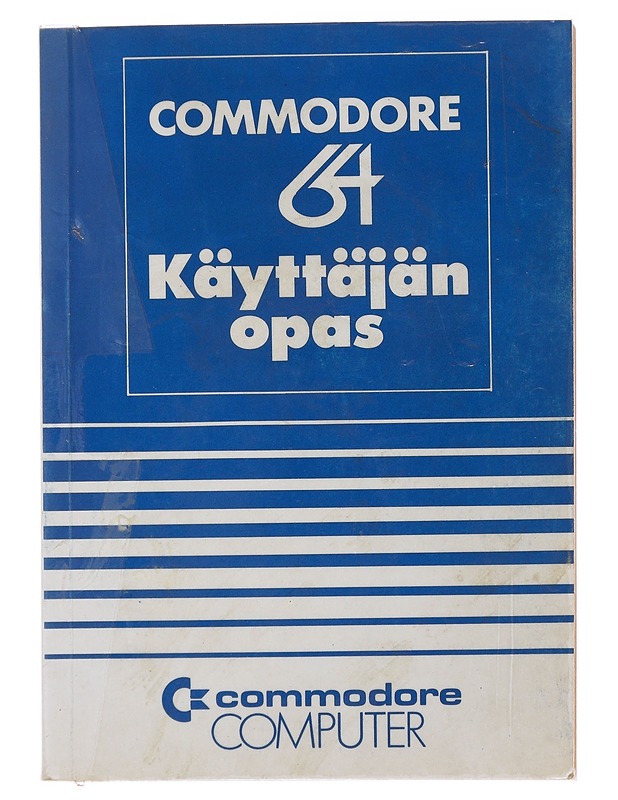 COMMODORE
64
Käyttäjän
opas
commodore
COMPUTER